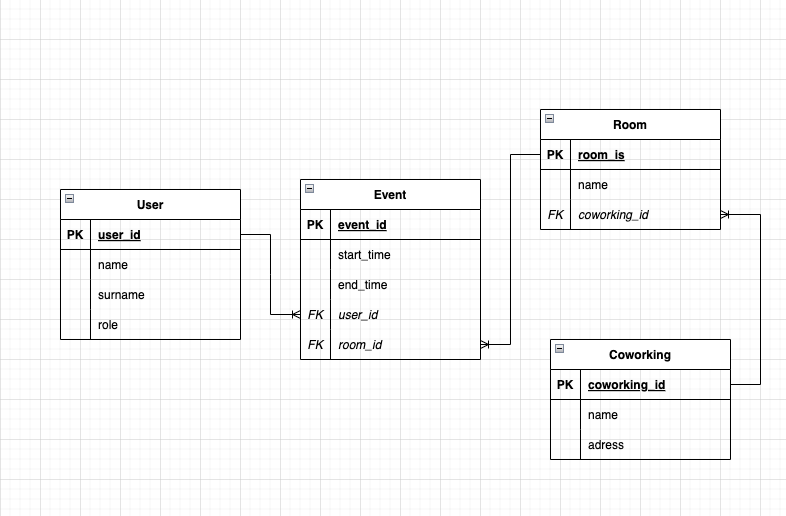 User
PK user_id
name
surname
role
Event
PK event_id
start_time
end_time
FK user_id
FK room_id
Room
PK room_is
name
FK coworking_id
Coworking
PK coworking_id
name
adress